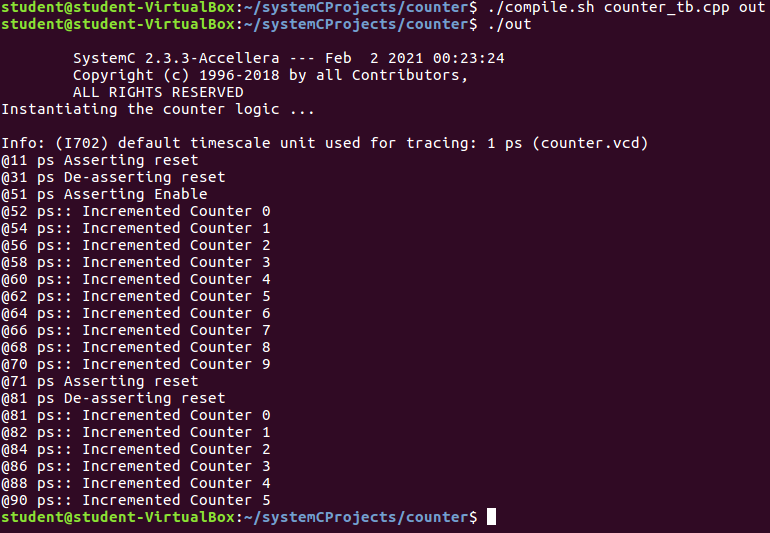 student@student-VirtualBox:~/systemCProjects/counter$ ./compile.sh counter_tb.cpp out
student@student-VirtualBox:~/systemCProjects/counter$ ./out
SystemC 2.3.3-Accellera --- Feb  2 2021 00:23:24
Copyright (c) 1996-2018 by all Contributors,
ALL RIGHTS RESERVED
Instantiating the counter logic ...
Info: (I702) default timescale unit used for tracing: 1 ps (counter.vcd)
@11 ps Asserting reset
@31 ps De-asserting reset
@51 ps Asserting Enable
@52 ps:: Incremented Counter 0
@54 ps:: Incremented Counter 1
@56 ps:: Incremented Counter 2
@58 ps:: Incremented Counter 3
@60 ps:: Incremented Counter 4
@62 ps:: Incremented Counter 5
@64 ps:: Incremented Counter 6
@66 ps:: Incremented Counter 7
@68 ps:: Incremented Counter 8
@70 ps:: Incremented Counter 9
@71 ps Asserting reset
@81 ps De-asserting reset
@81 ps:: Incremented Counter 0
@82 ps:: Incremented Counter 1
@84 ps:: Incremented Counter 2
@86 ps:: Incremented Counter 3
@88 ps:: Incremented Counter 4
@90 ps:: Incremented Counter 5
student@student-VirtualBox:~/systemCProjects/counter$